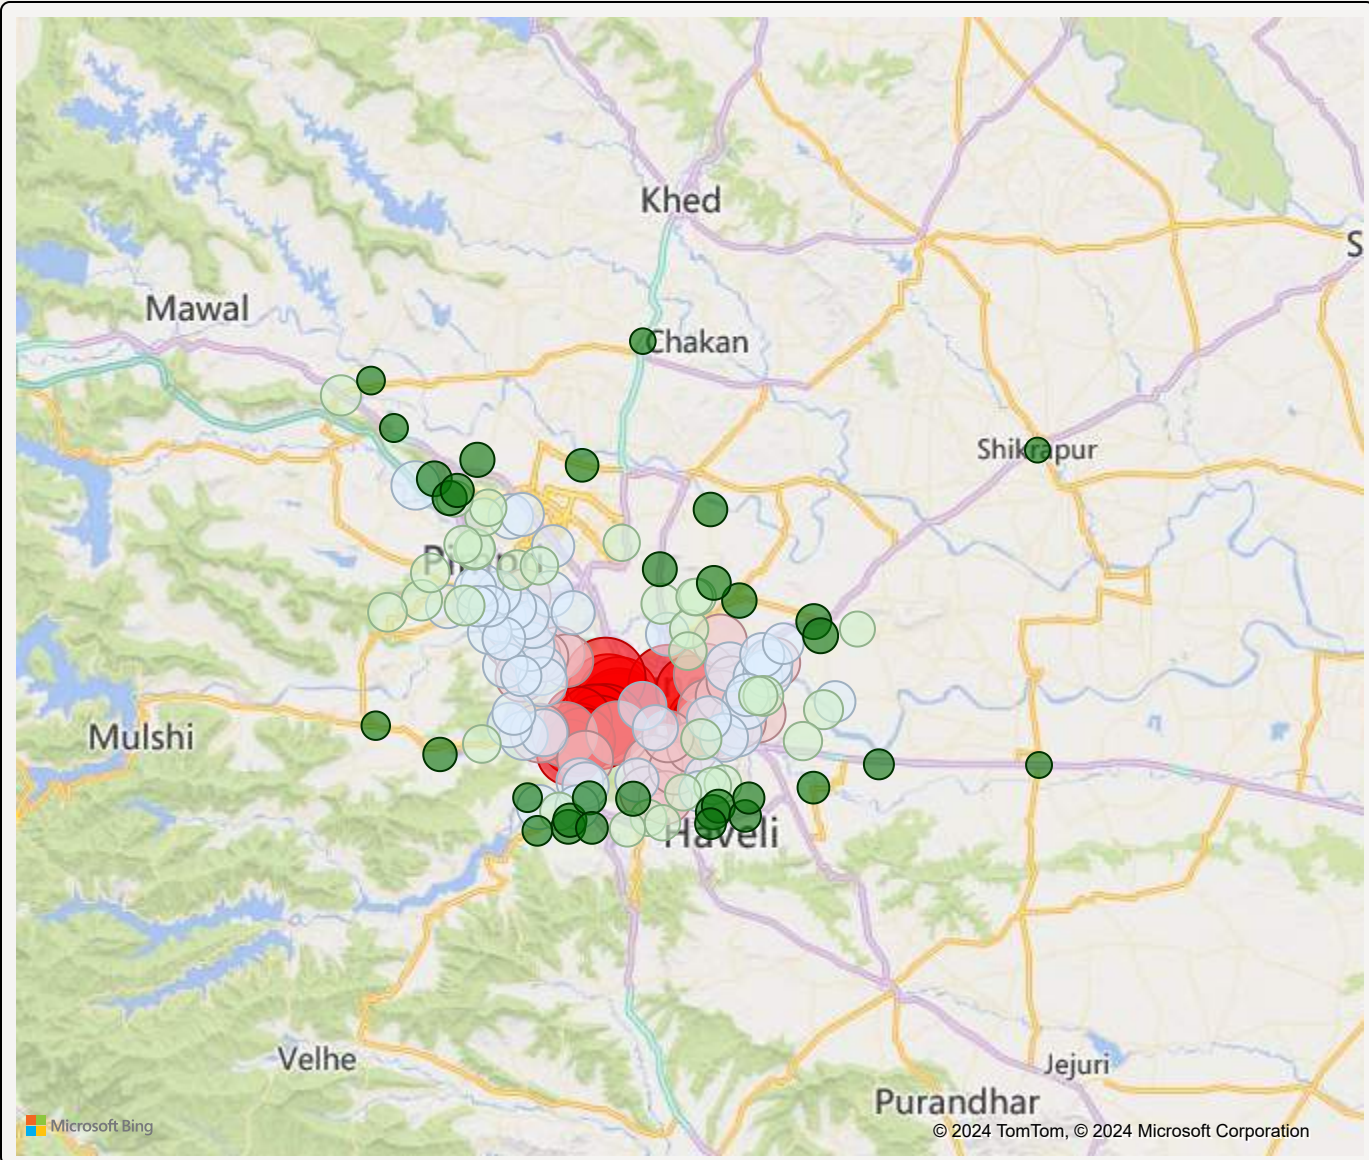 Khed
S
Mawal
Chakan
Shikrapur
Mulshi
Haveli
Velhe
Jejuri
Purandhar
Microsoft Bing
© 2024 TomTom, © 2024 Microsoft Corporation